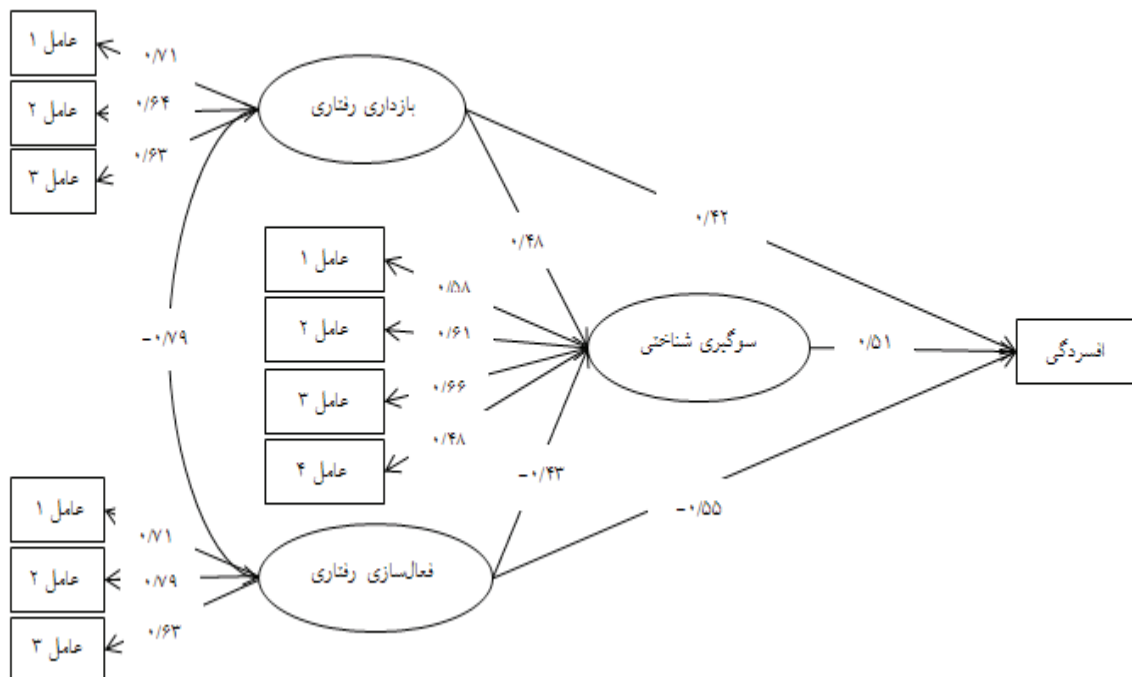 عامل ۱
۰/۷۱
عامل ۲
۰/۶۴
عامل ۳
۰/۶۳
بازداری رفتاری
۰/۴۲
۰/۴۸
-۰/۷۹
عامل ۱
۰/۵۸
عامل ۲
۰/۶۱
عامل ۳
۰/۶۶
عامل ۴
۰/۴۸
سوگیری شناختی
۰/۵۱
افسردگی
-۰/۴۳
-۰/۵۵
عامل ۱
۰/۷۱
عامل ۲
۰/۷۹
عامل ۳
۰/۶۳
فعال‌سازی رفتاری